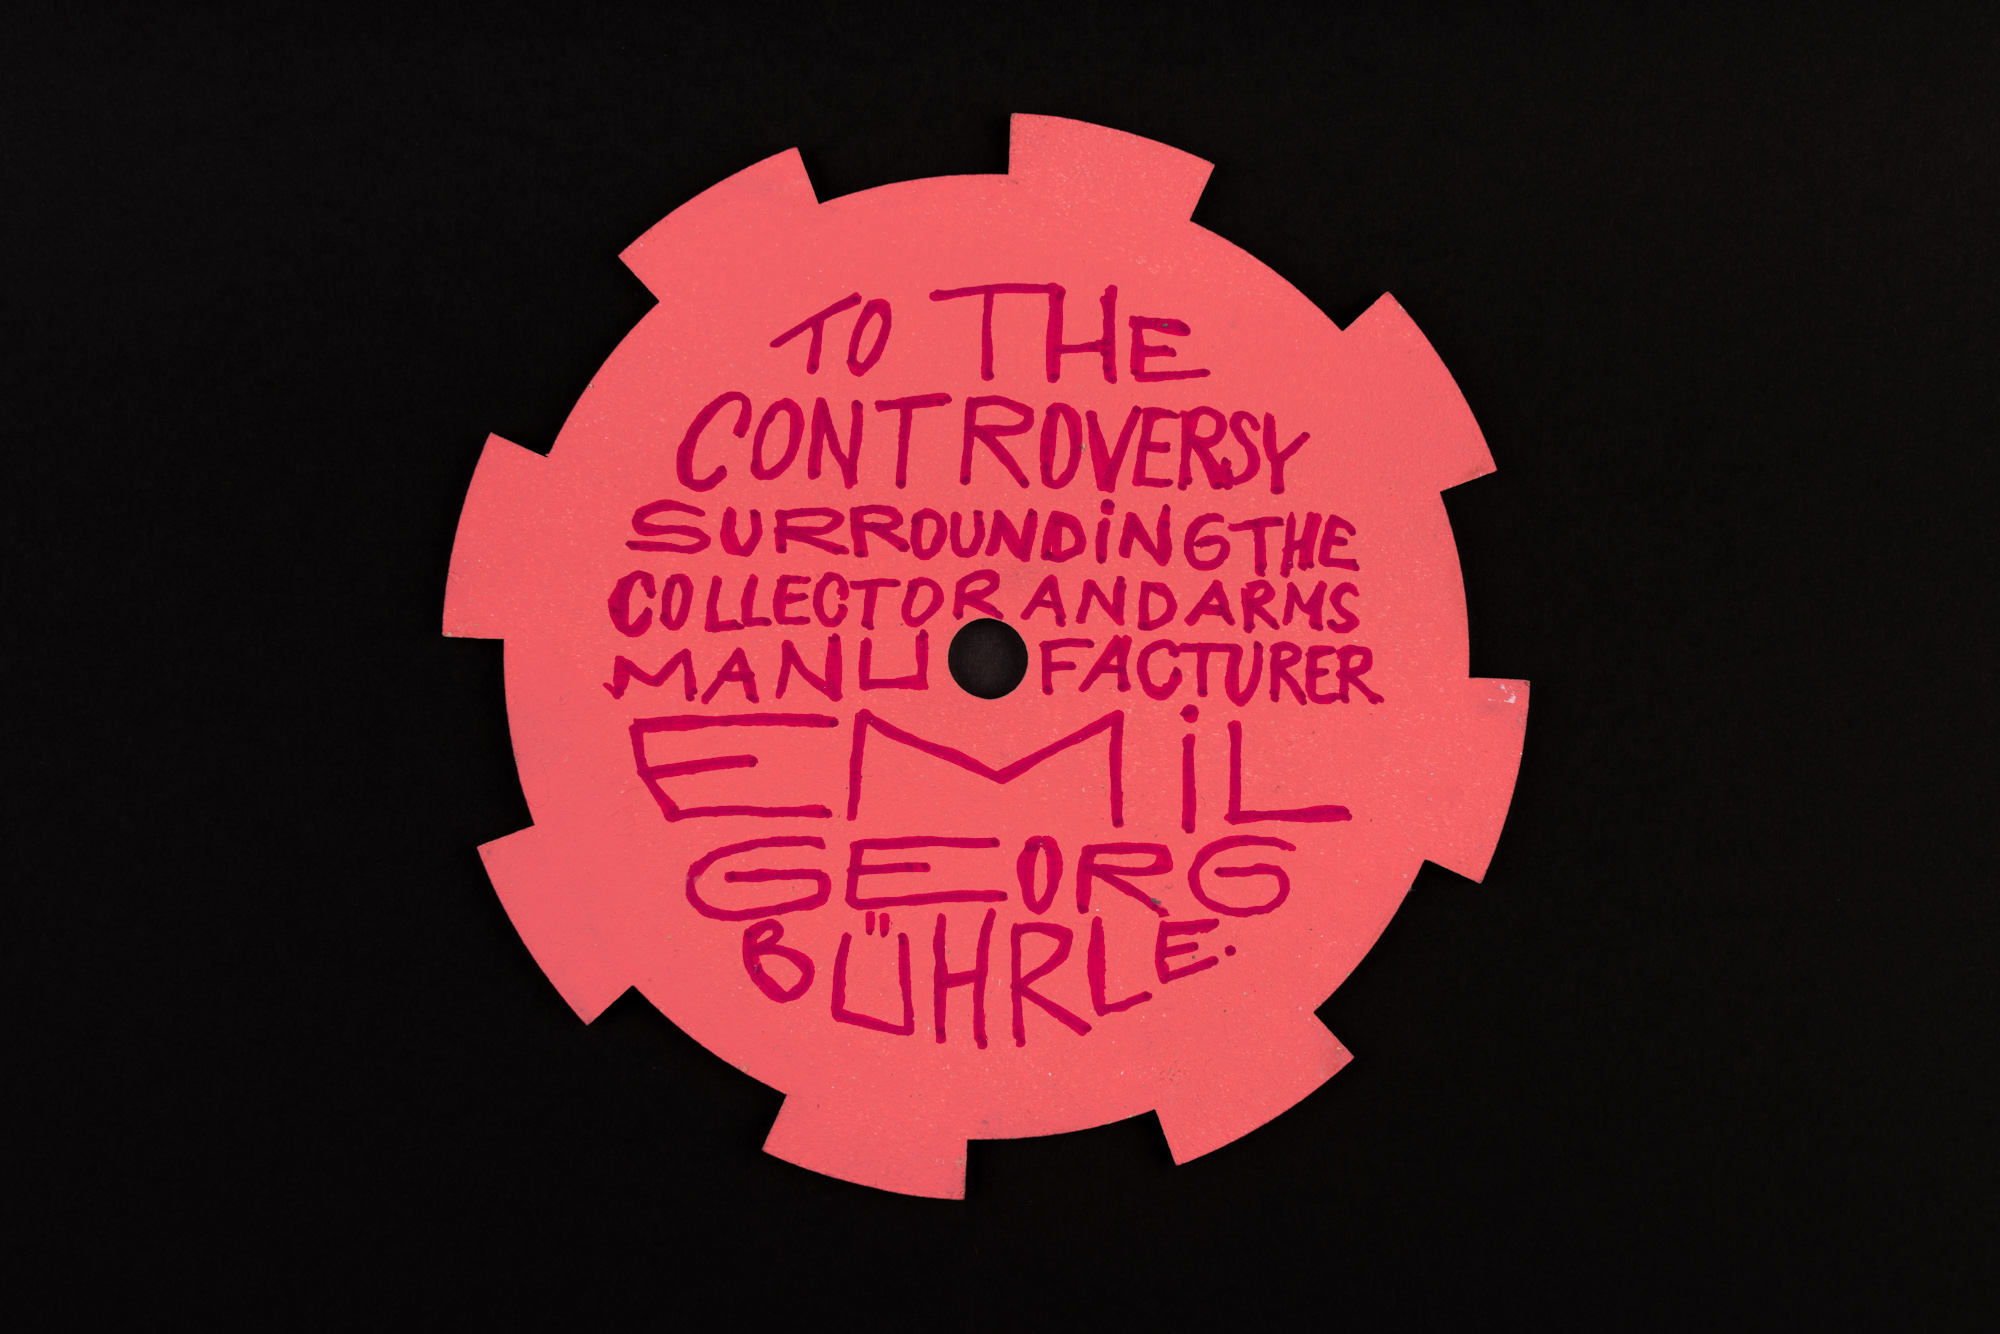 TO THE
CONTROVERSY
SURROUNDiNG THE
COLLECTOR AND ARMS
MANU FACTURER
EMiL
GEORG
BÜHRLE.